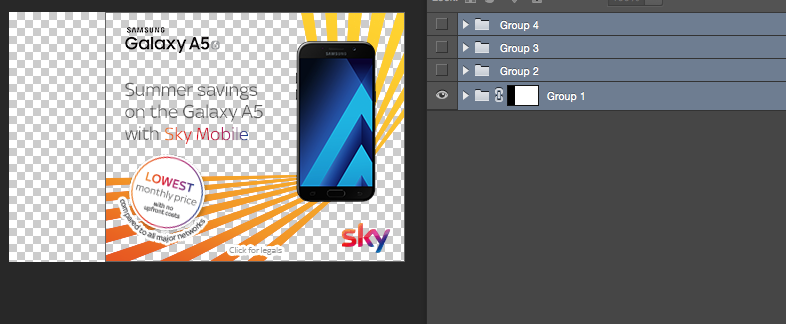 SAMSUNG
Galaxy A5
Summer savings
on the Galaxy A5
with Sky Mobile
SAMSUNG
LOWEST
monthly price
with no
upfront costs
compared to all major networks
Click for legals
sky
Group 4
Group 3
Group 2
Group 1